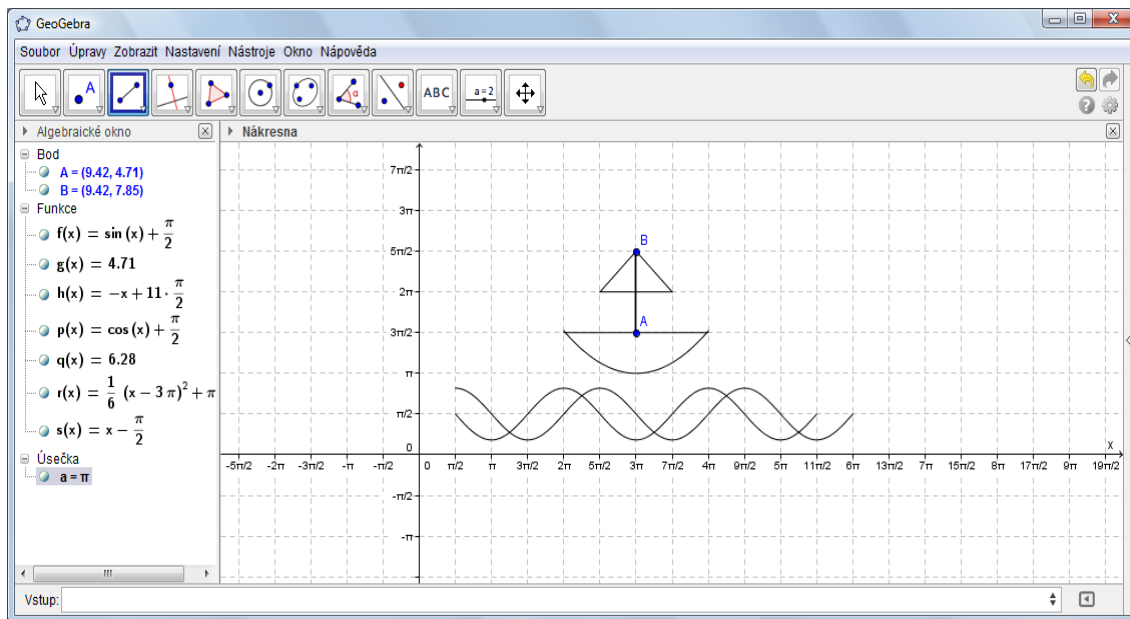 GeoGebra
Soubor Úpravy Zobrazit Nastavení Nástroje Okno Nápověda
A
α
ABC
a=2
Algebraické okno
Nákresna
Bod
A = (9.42, 4.71)
B = (9.42, 7.85)
Funkce
f(x) = sin (x) + π/2
g(x) = 4.71
h(x) = −x + 11 · π/2
p(x) = cos (x) + π/2
q(x) = 6.28
r(x) = 1/6 (x − 3 π)² + π
s(x) = x − π/2
Úsečka
a = π
7π/2
3π
5π/2
2π
3π/2
π
π/2
0
-π/2
-π
B
A
x
-5π/2 -2π -3π/2 -π -π/2 0 π/2 π 3π/2 2π 5π/2 3π 7π/2 4π 9π/2 5π 11π/2 6π 13π/2 7π 15π/2 8π 17π/2 9π 19π/2
Vstup: